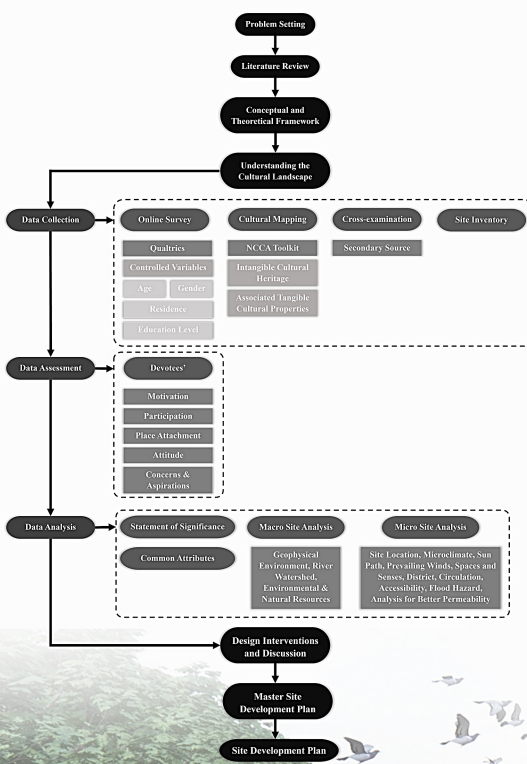 Problem Setting
Literature Review
Conceptual and
Theoretical Framework
Understanding the
Cultural Landscape
Data Collection
Online Survey
Cultural Mapping
Cross-examination
Site Inventory
Qualtrics
Controlled Variables
Age
Gender
Residence
Education Level
NCCA Toolkit
Intangible Cultural
Heritage
Associated Tangible
Cultural Properties
Secondary Source
Data Assessment
Devotees'
Motivation
Participation
Place Attachment
Attitude
Concerns &
Aspirations
Data Analysis
Statement of Significance
Common Attributes
Macro Site Analysis
Geophysical
Environment, River
Watershed,
Environmental &
Natural Resources
Micro Site Analysis
Site Location, Microclimate, Sun
Path, Prevailing Winds, Spaces and
Senses, District, Circulation,
Accessibility, Flood Hazard,
Analysis for Better Permeability
Design Interventions
and Discussion
Master Site
Development Plan
Site Development Plan